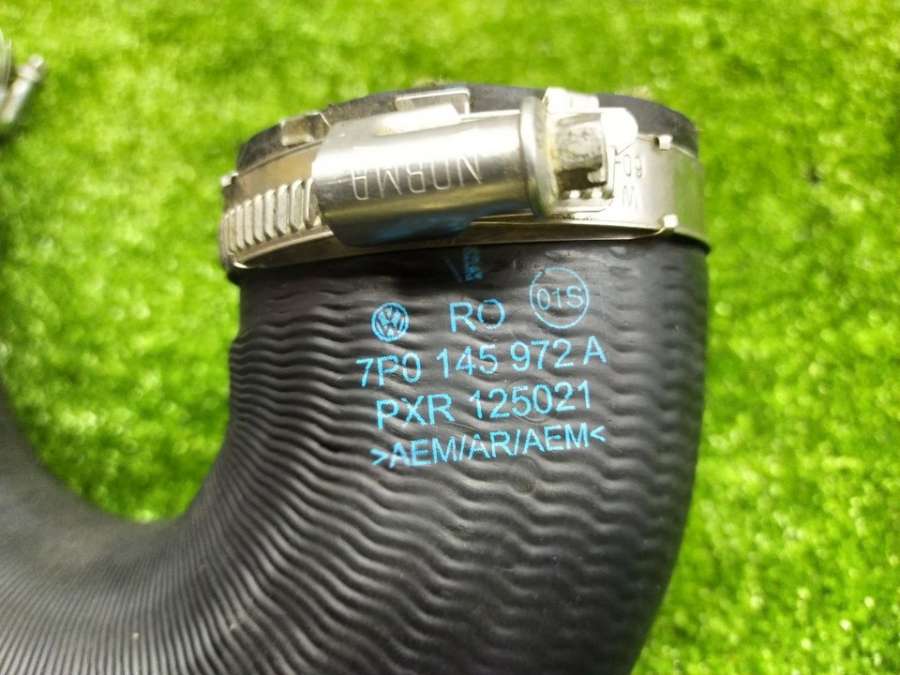 NORMA
RO 01S
7P0 145 972 A
PXR 125021
>AEM/AR/AEM<